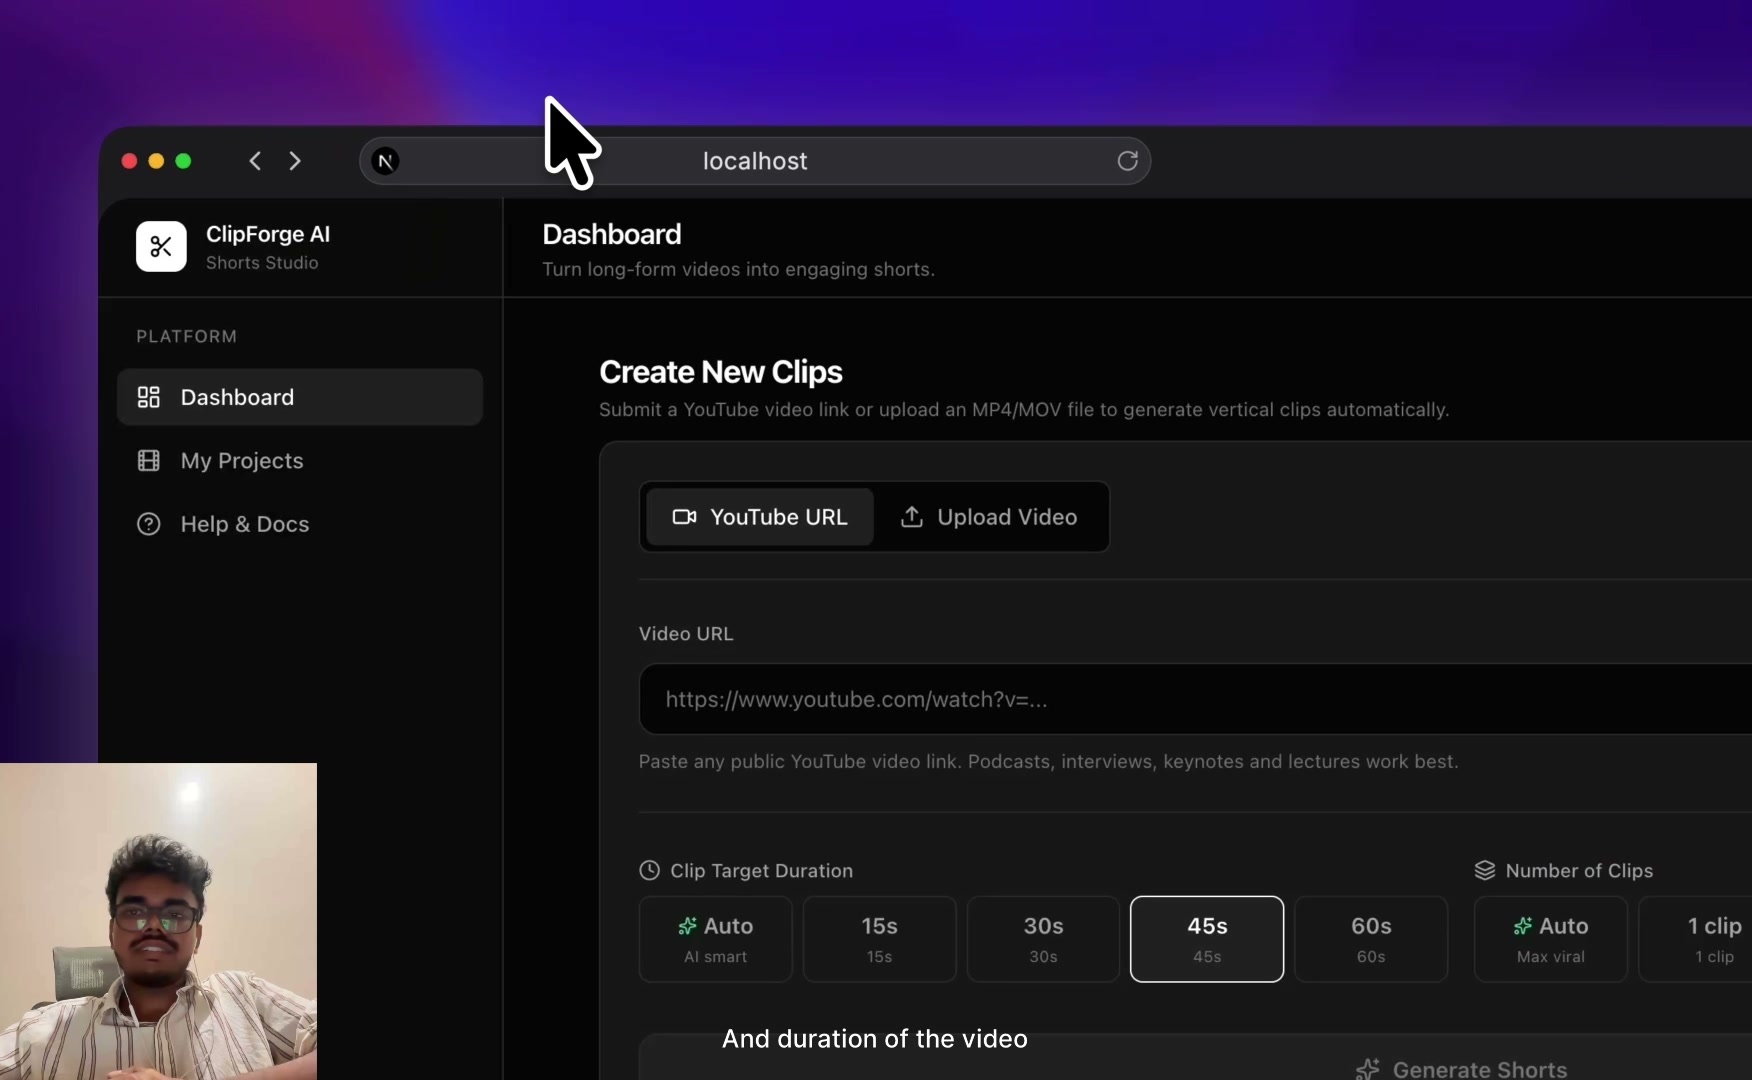 localhost
ClipForge AI
Shorts Studio
Dashboard
Turn long-form videos into engaging shorts.
PLATFORM
Dashboard
My Projects
Help & Docs
Create New Clips
Submit a YouTube video link or upload an MP4/MOV file to generate vertical clips automatically.
YouTube URL
Upload Video
Video URL
https://www.youtube.com/watch?v=...
Paste any public YouTube video link. Podcasts, interviews, keynotes and lectures work best.
Clip Target Duration
Auto
AI smart
15s
15s
30s
30s
45s
45s
60s
60s
Number of Clips
Auto
Max viral
1 clip
1 clip
And duration of the video
Generate Shorts